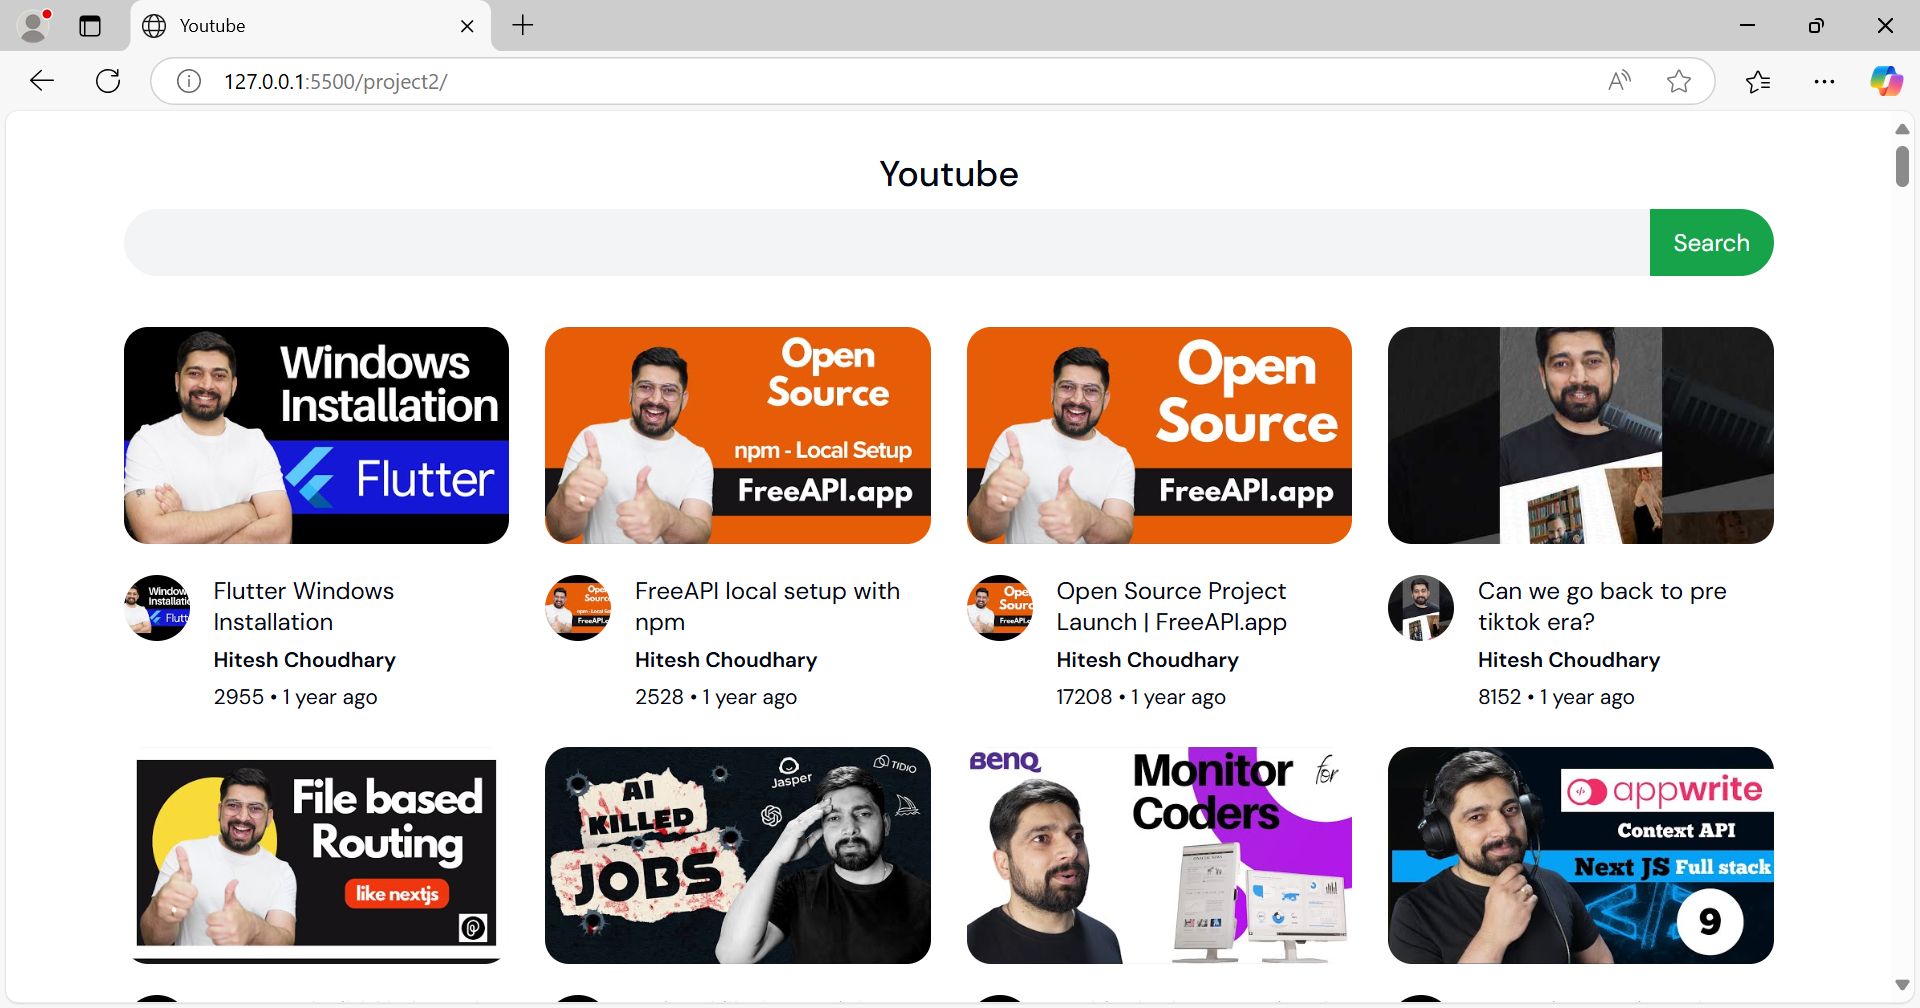 Youtube
127.0.0.1:5500/project2/
Youtube
Search
Windows
Installation
Flutter
Open
Source
npm - Local Setup
FreeAPI.app
Open
Source
FreeAPI.app
Flutter Windows
Installation
Hitesh Choudhary
2955 • 1 year ago
FreeAPI local setup with
npm
Hitesh Choudhary
2528 • 1 year ago
Open Source Project
Launch | FreeAPI.app
Hitesh Choudhary
17208 • 1 year ago
Can we go back to pre
tiktok era?
Hitesh Choudhary
8152 • 1 year ago
File based
Routing
like nextjs
AI
KILLED
JOBS
Jasper
TIDIO
BENQ
Monitor for
Coders
appwrite
Context API
Next JS Full stack
9